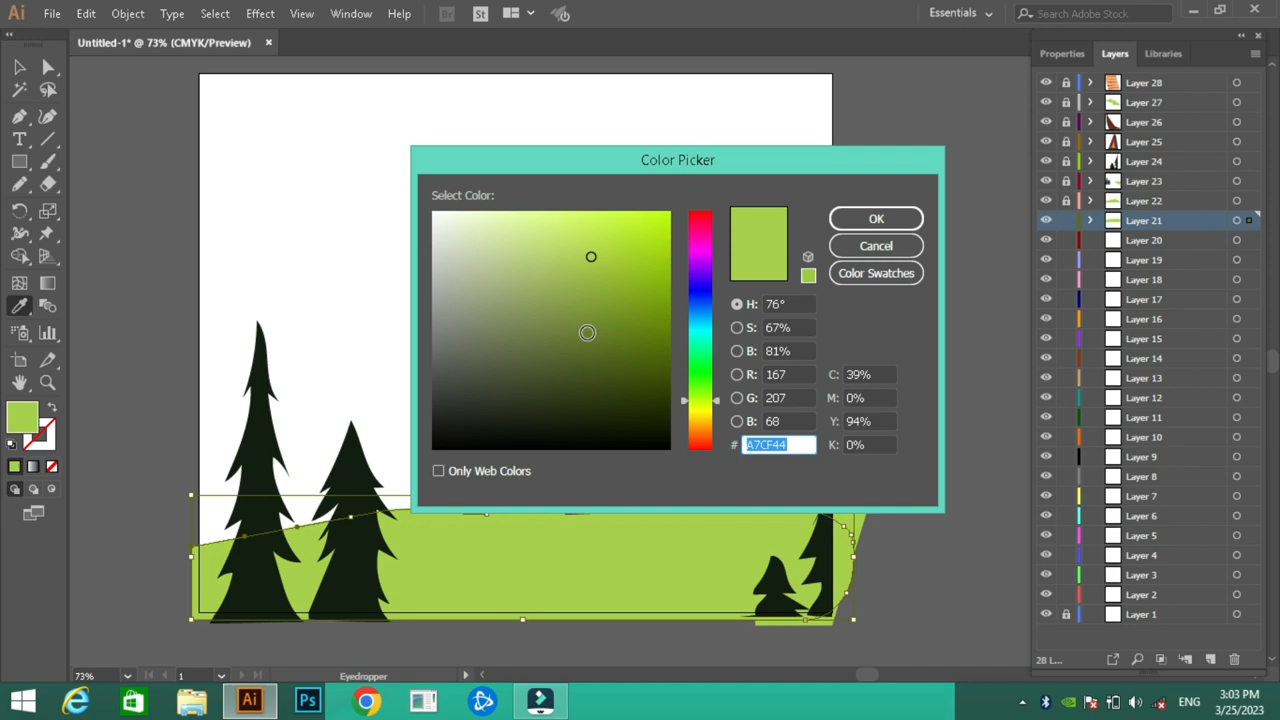 Ai File Edit Object Type Select Effect View Window Help Br St Essentials Search Adobe Stock
Untitled-1* @ 73% (CMYK/Preview)
Properties Layers Libraries
Layer 28
Layer 27
Layer 26
Layer 25
Layer 24
Layer 23
Layer 22
Layer 21
Layer 20
Layer 19
Layer 18
Layer 17
Layer 16
Layer 15
Layer 14
Layer 13
Layer 12
Layer 11
Layer 10
Layer 9
Layer 8
Layer 7
Layer 6
Layer 5
Layer 4
Layer 3
Layer 2
Layer 1
28 L...
Color Picker
Select Color:
OK
Cancel
Color Swatches
H: 76°
S: 67%
B: 81%
R: 167 C: 39%
G: 207 M: 0%
B: 68 Y: 94%
# A7CF44 K: 0%
Only Web Colors
73% 1 Eyedropper
Ai Ps ENG 3:03 PM
3/25/2023